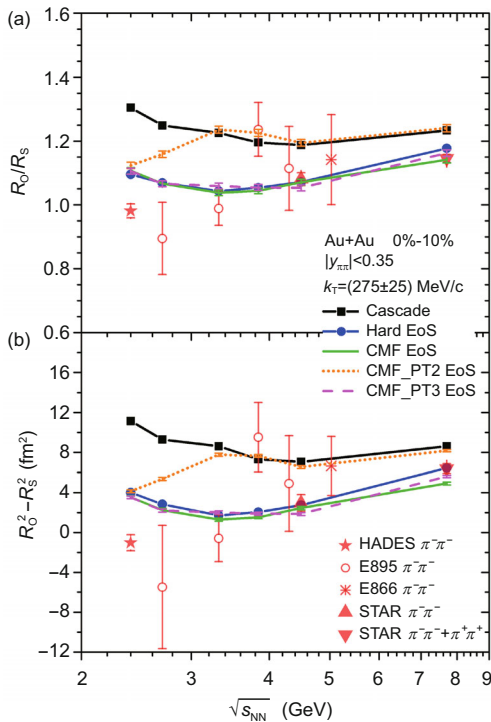 (a)
1.6
1.4
1.2
1.0
0.8
0.6
R_O/R_S
Au+Au 0%-10%
|y_ππ|<0.35
k_T=(275±25) MeV/c
Cascade
Hard EoS
CMF EoS
CMF_PT2 EoS
CMF_PT3 EoS
(b)
16
12
8
4
0
−4
−8
−12
R_O^2−R_S^2 (fm^2)
HADES π^−π^−
E895 π^−π^−
E866 π^−π^−
STAR π^−π^−
STAR π^−π^−+π^+π^+
2 3 4 5 6 7 8 9
√s_NN (GeV)